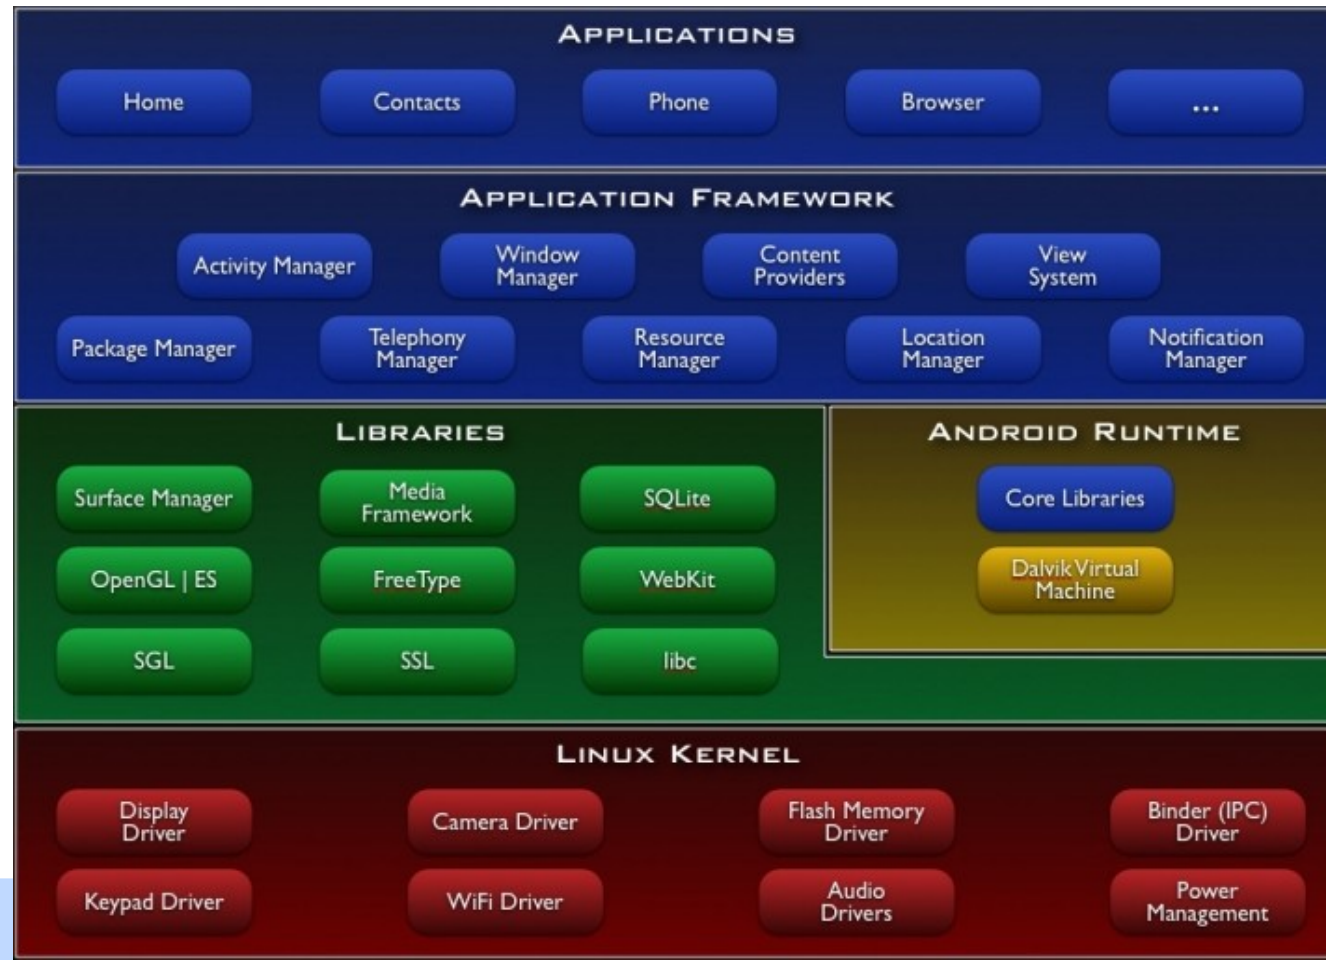 APPLICATIONS
Home
Contacts
Phone
Browser
...
APPLICATION FRAMEWORK
Activity Manager
Window
Manager
Content
Providers
View
System
Package Manager
Telephony
Manager
Resource
Manager
Location
Manager
Notification
Manager
LIBRARIES
Surface Manager
Media
Framework
SQLite
OpenGL | ES
FreeType
WebKit
SGL
SSL
libc
ANDROID RUNTIME
Core Libraries
Dalvik Virtual
Machine
LINUX KERNEL
Display
Driver
Camera Driver
Flash Memory
Driver
Binder (IPC)
Driver
Keypad Driver
WiFi Driver
Audio
Drivers
Power
Management